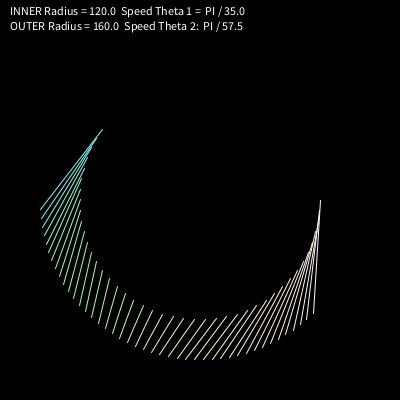 INNER Radius = 120.0  Speed Theta 1 =  PI / 35.0
OUTER Radius = 160.0  Speed Theta 2:  PI / 57.5